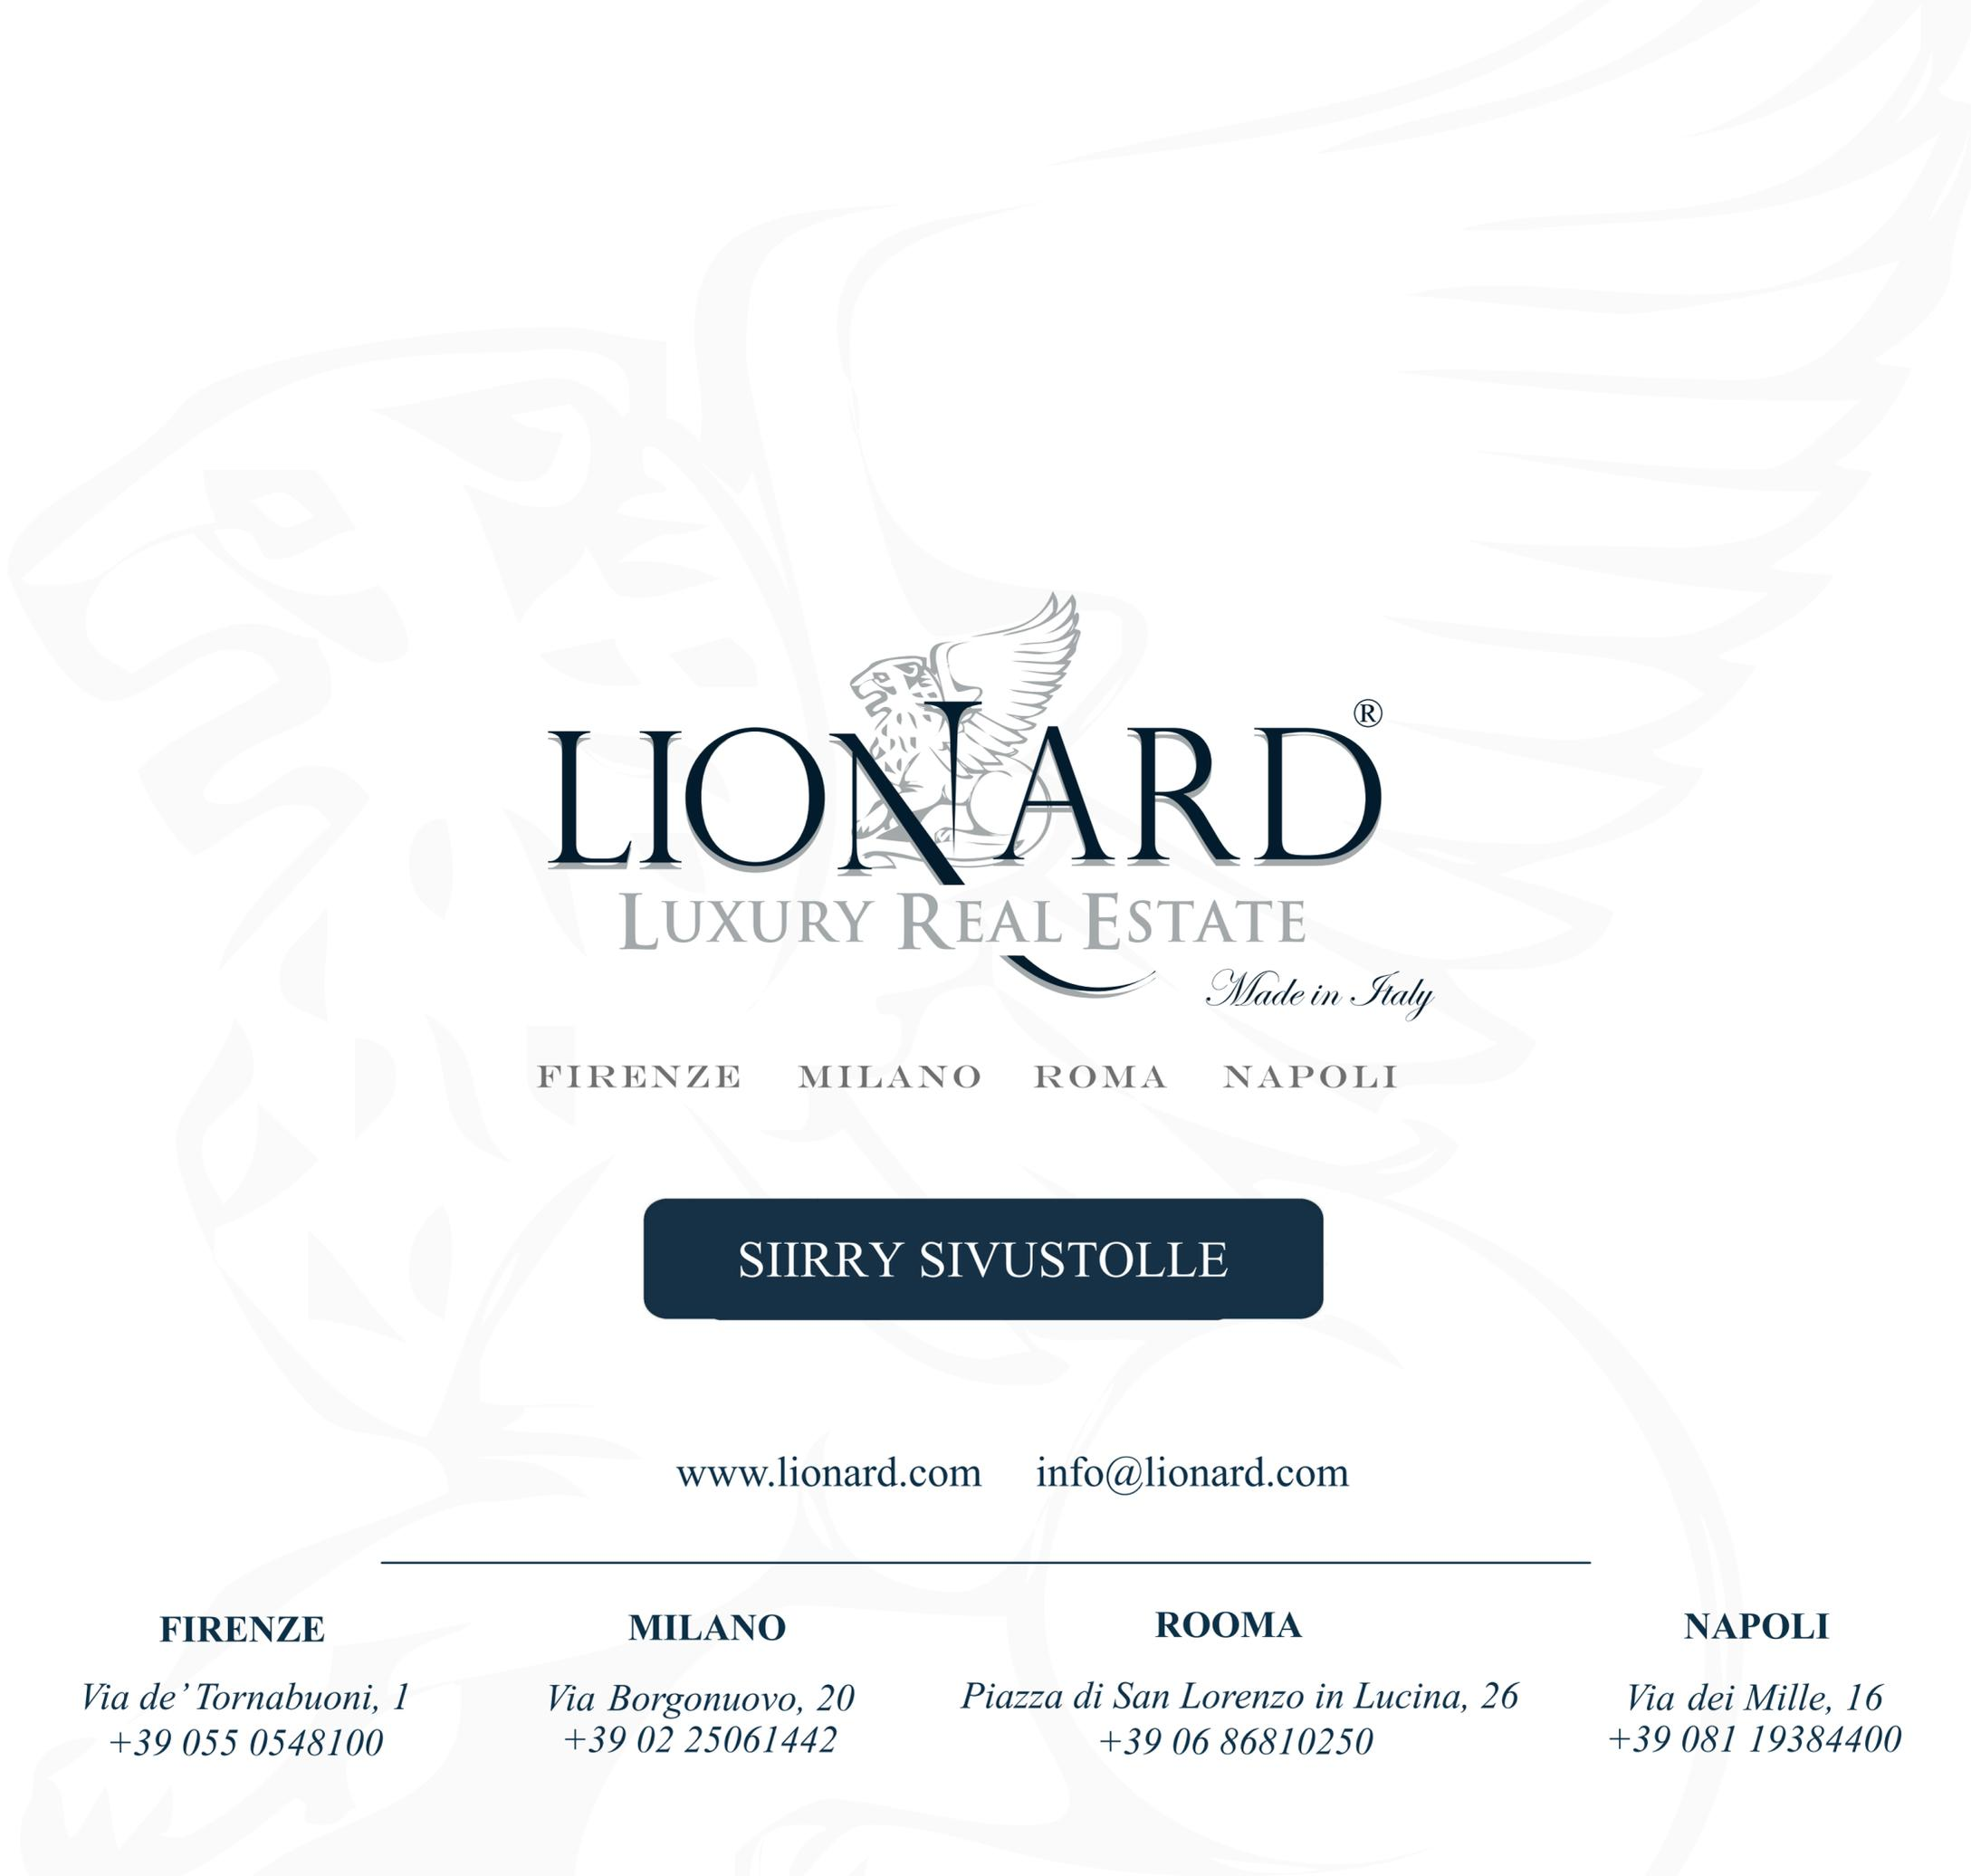 LIONARD®
LUXURY REAL ESTATE
Made in Italy
FIRENZE MILANO ROMA NAPOLI
SIIRRY SIVUSTOLLE
www.lionard.com info@lionard.com
FIRENZE
Via de' Tornabuoni, 1
+39 055 0548100
MILANO
Via Borgonuovo, 20
+39 02 25061442
ROOMA
Piazza di San Lorenzo in Lucina, 26
+39 06 86810250
NAPOLI
Via dei Mille, 16
+39 081 19384400